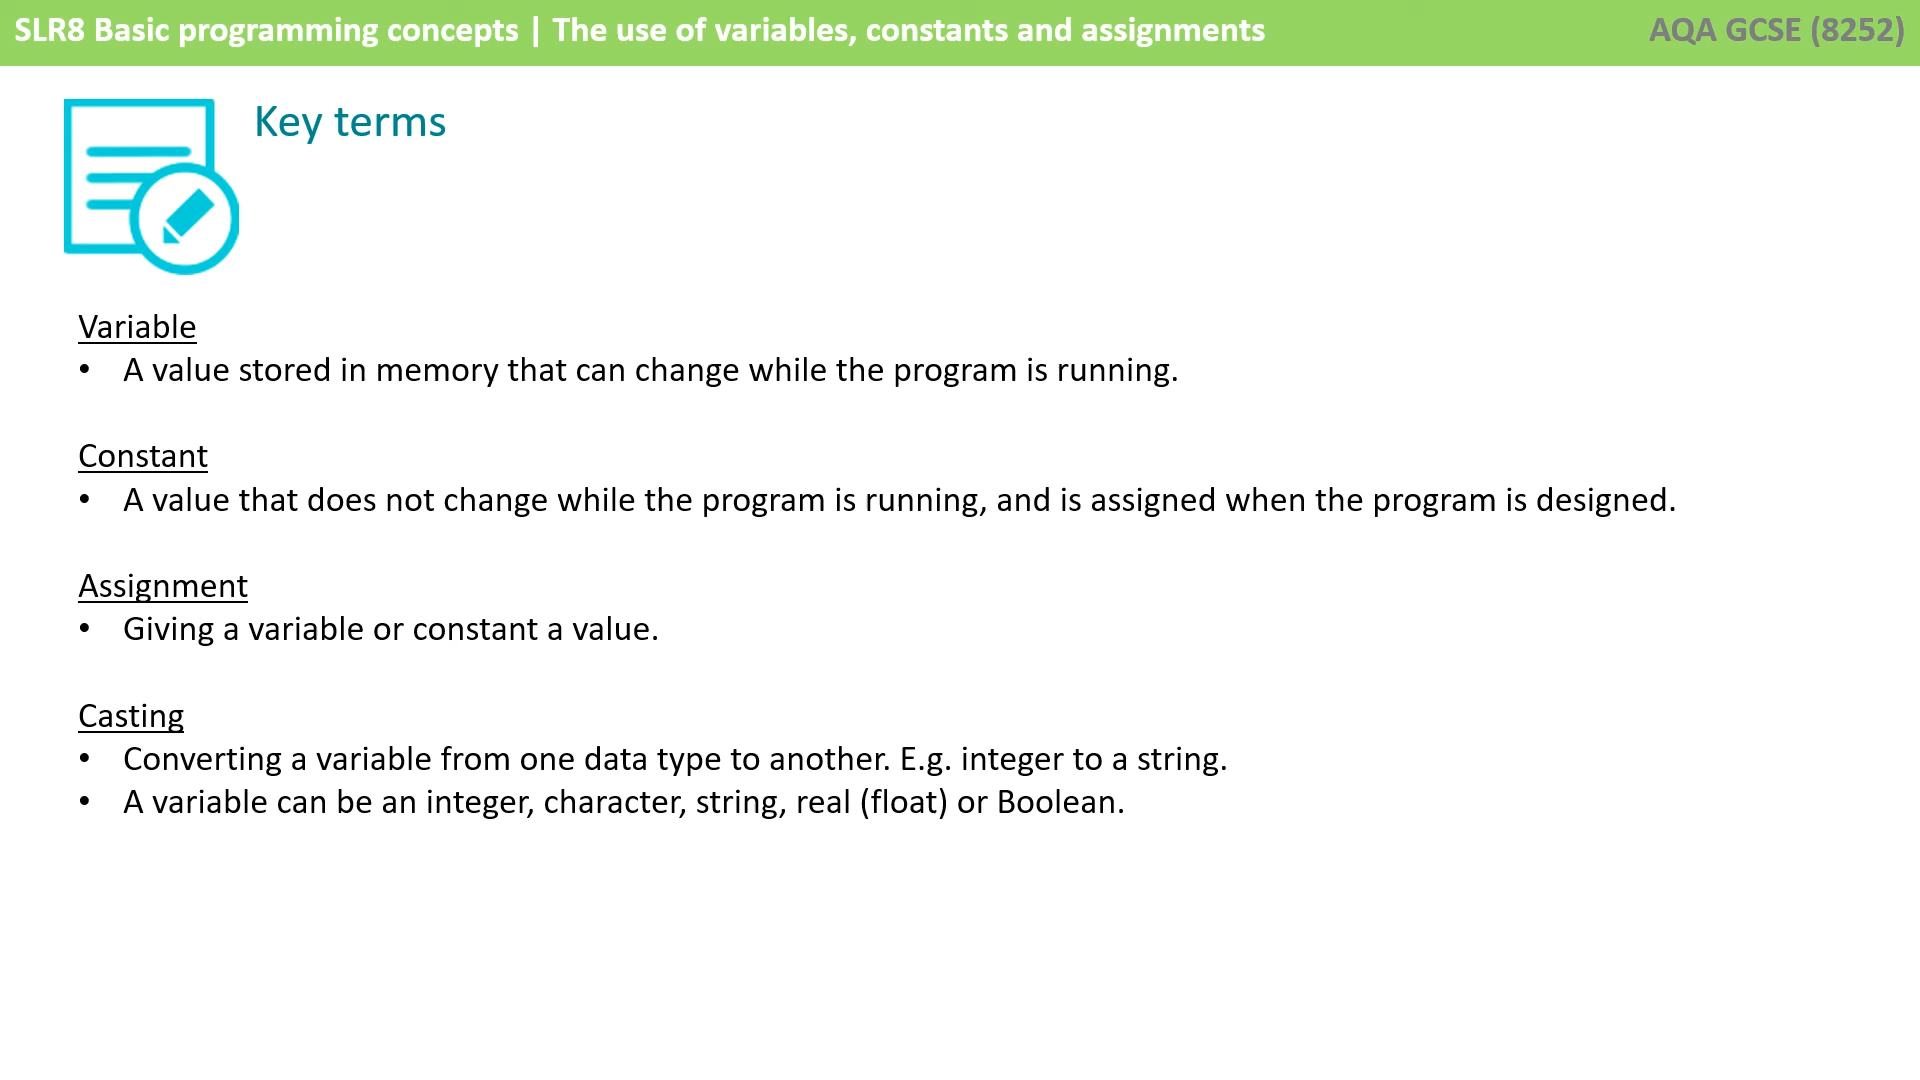 SLR8 Basic programming concepts | The use of variables, constants and assignments
AQA GCSE (8252)
Key terms
Variable
• A value stored in memory that can change while the program is running.
Constant
• A value that does not change while the program is running, and is assigned when the program is designed.
Assignment
• Giving a variable or constant a value.
Casting
• Converting a variable from one data type to another. E.g. integer to a string.
• A variable can be an integer, character, string, real (float) or Boolean.